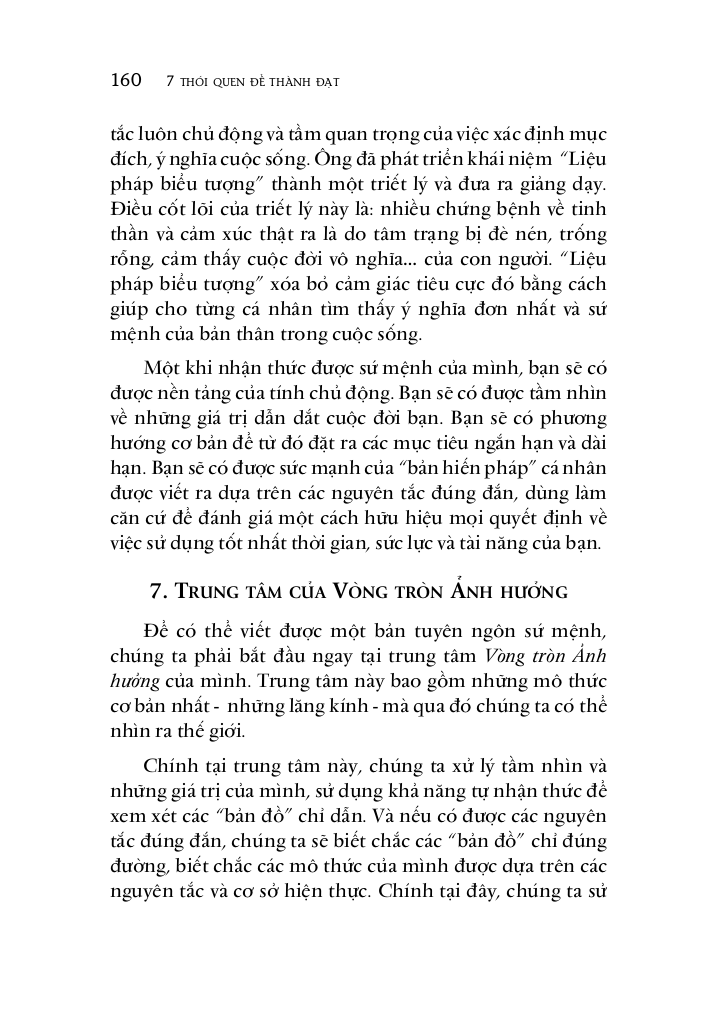 160 7 THÓI QUEN ĐỂ THÀNH ĐẠT
tắc luôn chủ động và tầm quan trọng của việc xác định mục
đích, ý nghĩa cuộc sống. Ông đã phát triển khái niệm “Liệu
pháp biểu tượng” thành một triết lý và đưa ra giảng dạy.
Điều cốt lõi của triết lý này là: nhiều chứng bệnh về tinh
thần và cảm xúc thật ra là do tâm trạng bị đè nén, trống
rỗng, cảm thấy cuộc đời vô nghĩa... của con người. “Liệu
pháp biểu tượng” xóa bỏ cảm giác tiêu cực đó bằng cách
giúp cho từng cá nhân tìm thấy ý nghĩa đơn nhất và sứ
mệnh của bản thân trong cuộc sống.
Một khi nhận thức được sứ mệnh của mình, bạn sẽ có
được nền tảng của tính chủ động. Bạn sẽ có được tầm nhìn
về những giá trị dẫn dắt cuộc đời bạn. Bạn sẽ có phương
hướng cơ bản để từ đó đặt ra các mục tiêu ngắn hạn và dài
hạn. Bạn sẽ có được sức mạnh của “bản hiến pháp” cá nhân
được viết ra dựa trên các nguyên tắc đúng đắn, dùng làm
căn cứ để đánh giá một cách hữu hiệu mọi quyết định về
việc sử dụng tốt nhất thời gian, sức lực và tài năng của bạn.
7. TRUNG TÂM CỦA VÒNG TRÒN ẢNH HƯỞNG
Để có thể viết được một bản tuyên ngôn sứ mệnh,
chúng ta phải bắt đầu ngay tại trung tâm Vòng tròn Ảnh
hưởng của mình. Trung tâm này bao gồm những mô thức
cơ bản nhất - những lăng kính - mà qua đó chúng ta có thể
nhìn ra thế giới.
Chính tại trung tâm này, chúng ta xử lý tầm nhìn và
những giá trị của mình, sử dụng khả năng tự nhận thức để
xem xét các “bản đồ” chỉ dẫn. Và nếu có được các nguyên
tắc đúng đắn, chúng ta sẽ biết chắc các “bản đồ” chỉ đúng
đường, biết chắc các mô thức của mình được dựa trên các
nguyên tắc và cơ sở hiện thực. Chính tại đây, chúng ta sử